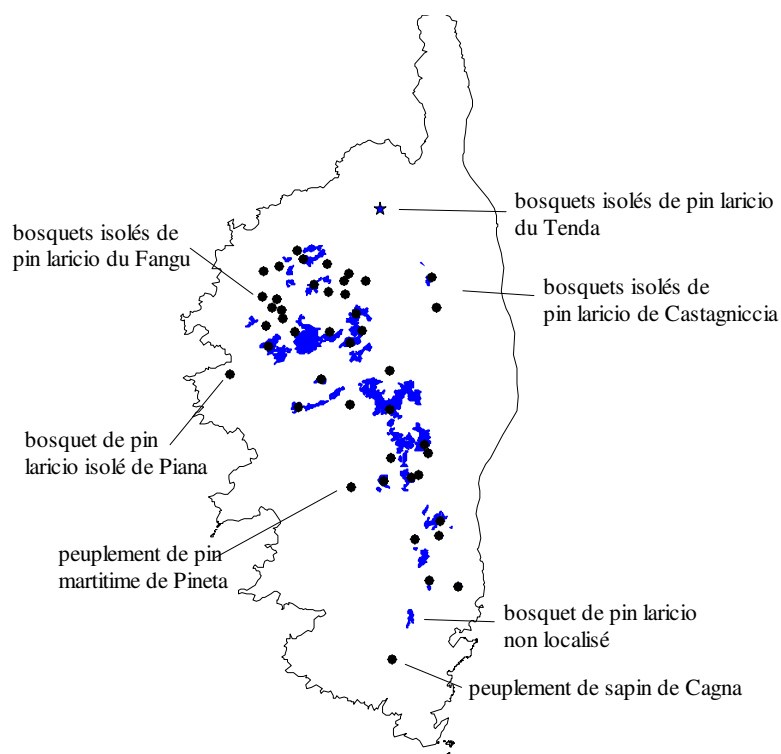 bosquets isolés de pin laricio
du Tenda
bosquets isolés de
pin laricio du Fangu
bosquets isolés de
pin laricio de Castagniccia
bosquet de pin
laricio isolé de Piana
peuplement de pin
martitime de Pineta
bosquet de pin laricio
non localisé
peuplement de sapin de Cagna